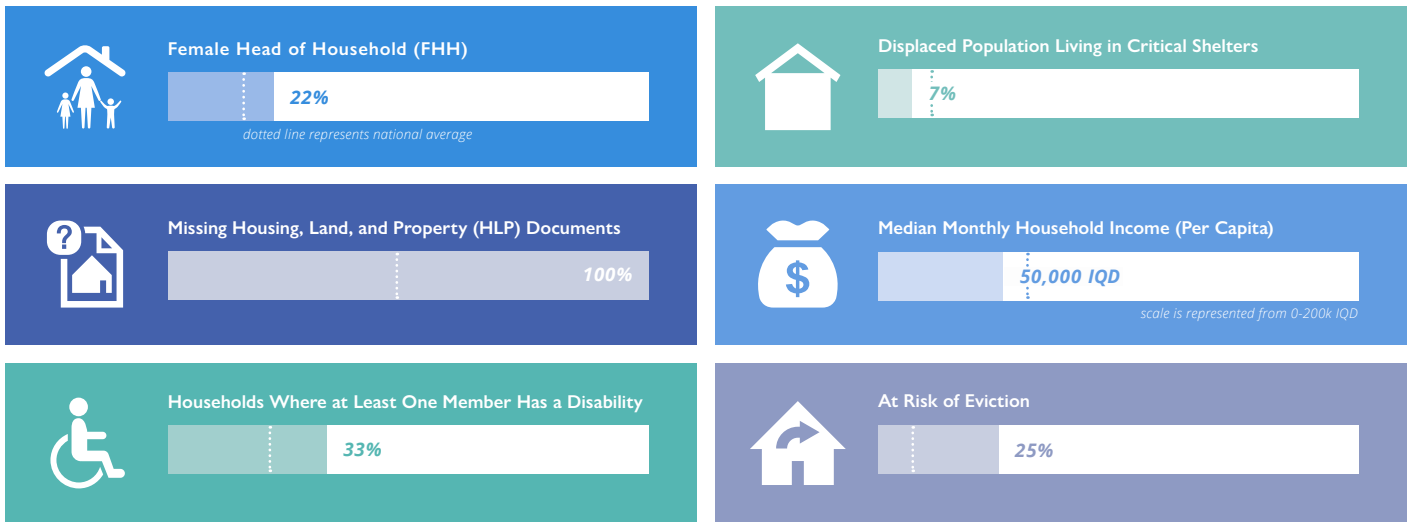 Female Head of Household (FHH)
22%
dotted line represents national average
Displaced Population Living in Critical Shelters
7%
?
Missing Housing, Land, and Property (HLP) Documents
100%
$
Median Monthly Household Income (Per Capita)
50,000 IQD
scale is represented from 0-200k IQD
Households Where at Least One Member Has a Disability
33%
At Risk of Eviction
25%